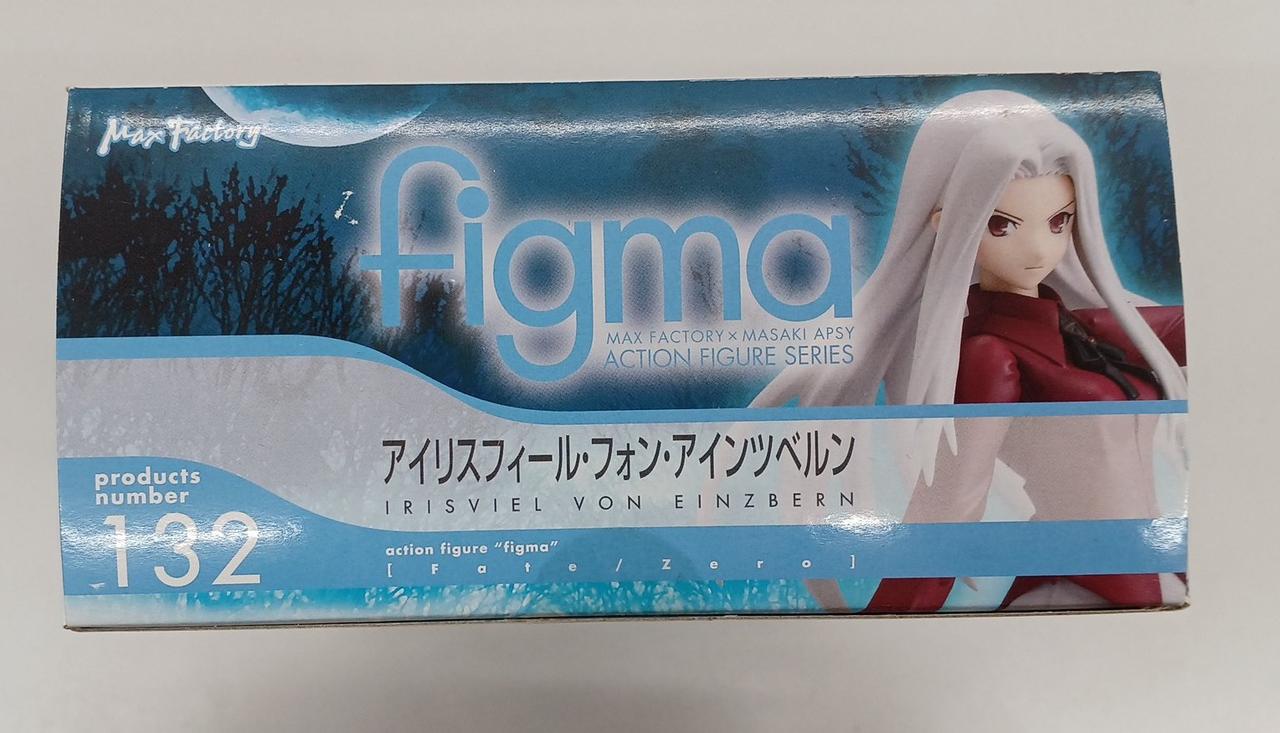 Max Factory
figma
MAX FACTORY × MASAKI APSY
ACTION FIGURE SERIES
アイリスフィール・フォン・アインツベルン
IRISVIEL VON EINZBERN
products
number
132
action figure “figma”
[ Fate/Zero ]